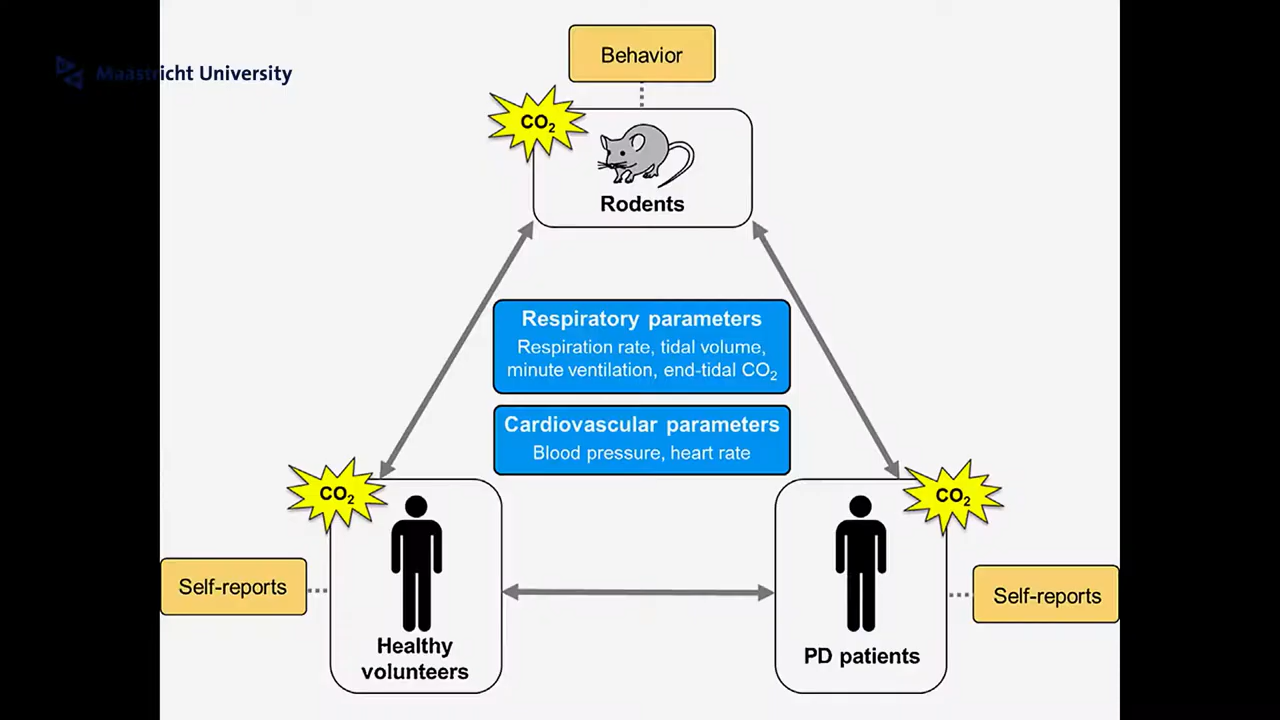 Behavior
Maastricht University
CO₂
Rodents
Respiratory parameters
Respiration rate, tidal volume,
minute ventilation, end-tidal CO₂
Cardiovascular parameters
Blood pressure, heart rate
CO₂
CO₂
Self-reports
Self-reports
Healthy
volunteers
PD patients